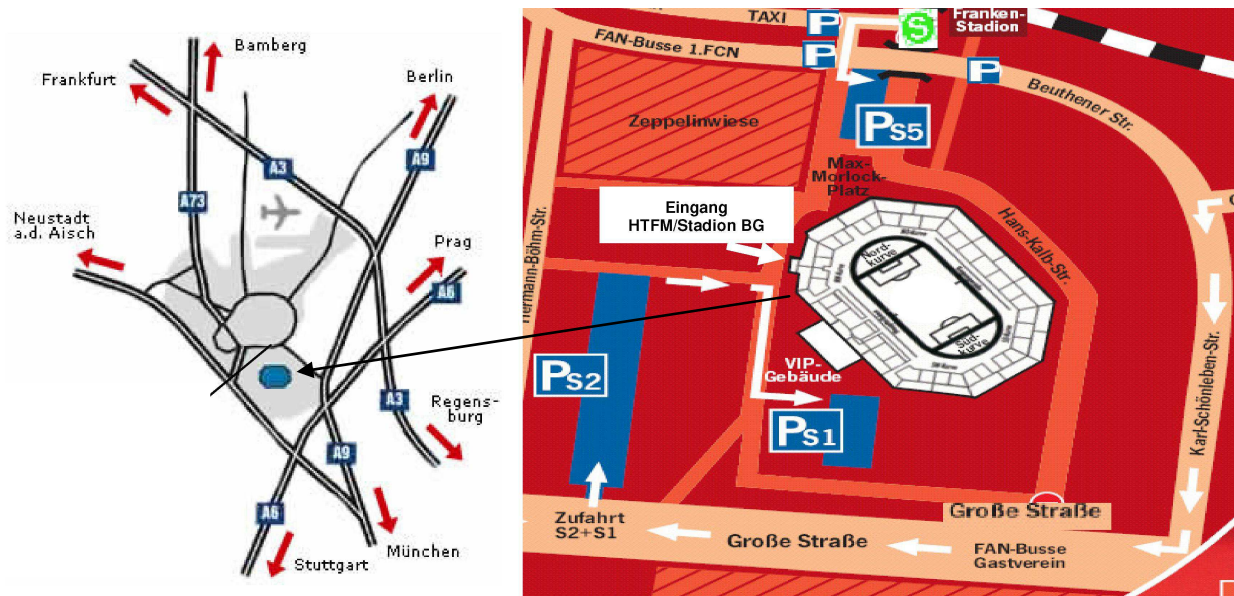 Bamberg
Frankfurt
Berlin
A3
A9
A73
Neustadt
a.d. Aisch
Prag
A6
A3
Regens-
burg
A9
A6
München
Stuttgart
TAXI
P
S
Franken-
Stadion
FAN-Busse 1.FCN
P
P
Beuthener Str.
Zeppelinwiese
PS5
Max-
Morlock-
Platz
Eingang
HTFM/Stadion BG
Hans-Kalb-Str.
Hermann-Böhm-Str.
Nord-
kurve
Süd-
kurve
VIP-
Gebäude
PS2
PS1
Karl-Schönleben-Str.
Große Straße
Zufahrt
S2+S1
Große Straße
FAN-Busse
Gastverein